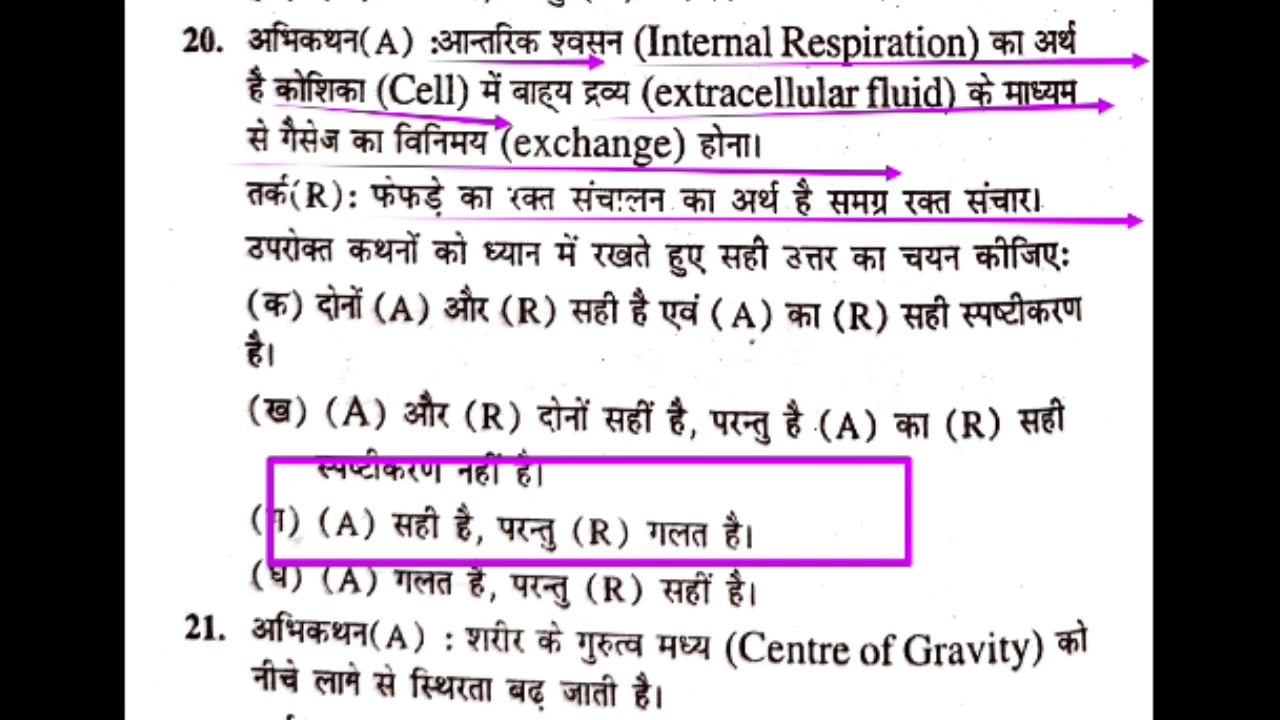 20. अभिकथन(A) :आन्तरिक श्वसन (Internal Respiration) का अर्थ
है कोशिका (Cell) में बाह्य द्रव्य (extracellular fluid) के माध्यम
से गैसेज का विनिमय (exchange) होना।
तर्क(R): फेफड़े का रक्त संचालन का अर्थ है समग्र रक्त संचार।
उपरोक्त कथनों को ध्यान में रखते हुए सही उत्तर का चयन कीजिए:
(क) दोनों (A) और (R) सही है एवं (A) का (R) सही स्पष्टीकरण
है।
(ख) (A) और (R) दोनों सहीं है, परन्तु है (A) का (R) सही
स्पष्टीकरण नहीं है।
(ग) (A) सही है, परन्तु (R) गलत है।
(घ) (A) गलत है, परन्तु (R) सहीं है।
21. अभिकथन(A) : शरीर के गुरुत्व मध्य (Centre of Gravity) को
नीचे लामे से स्थिरता बढ़ जाती है।